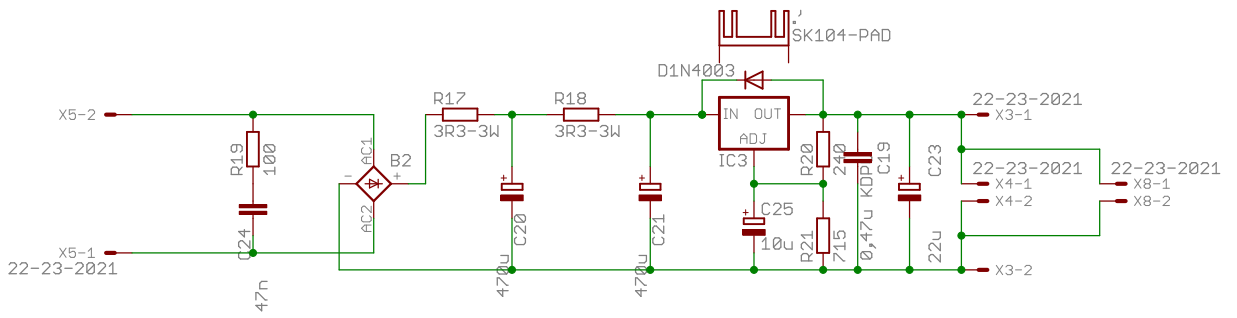 SK104-PAD
D1N4003
R17
R18
22-23-2021
X5-2
3R3-3W
3R3-3W
IN OUT
ADJ
X3-1
R19
100
AC1
B2
- +
AC2
IC3
R20
240
C19
0,47u KDP
C23
22u
22-23-2021
X4-1
X4-2
22-23-2021
X8-1
X8-2
C24
47n
C20
470u
C21
470u
C25
10u
R21
715
X5-1
22-23-2021
X3-2